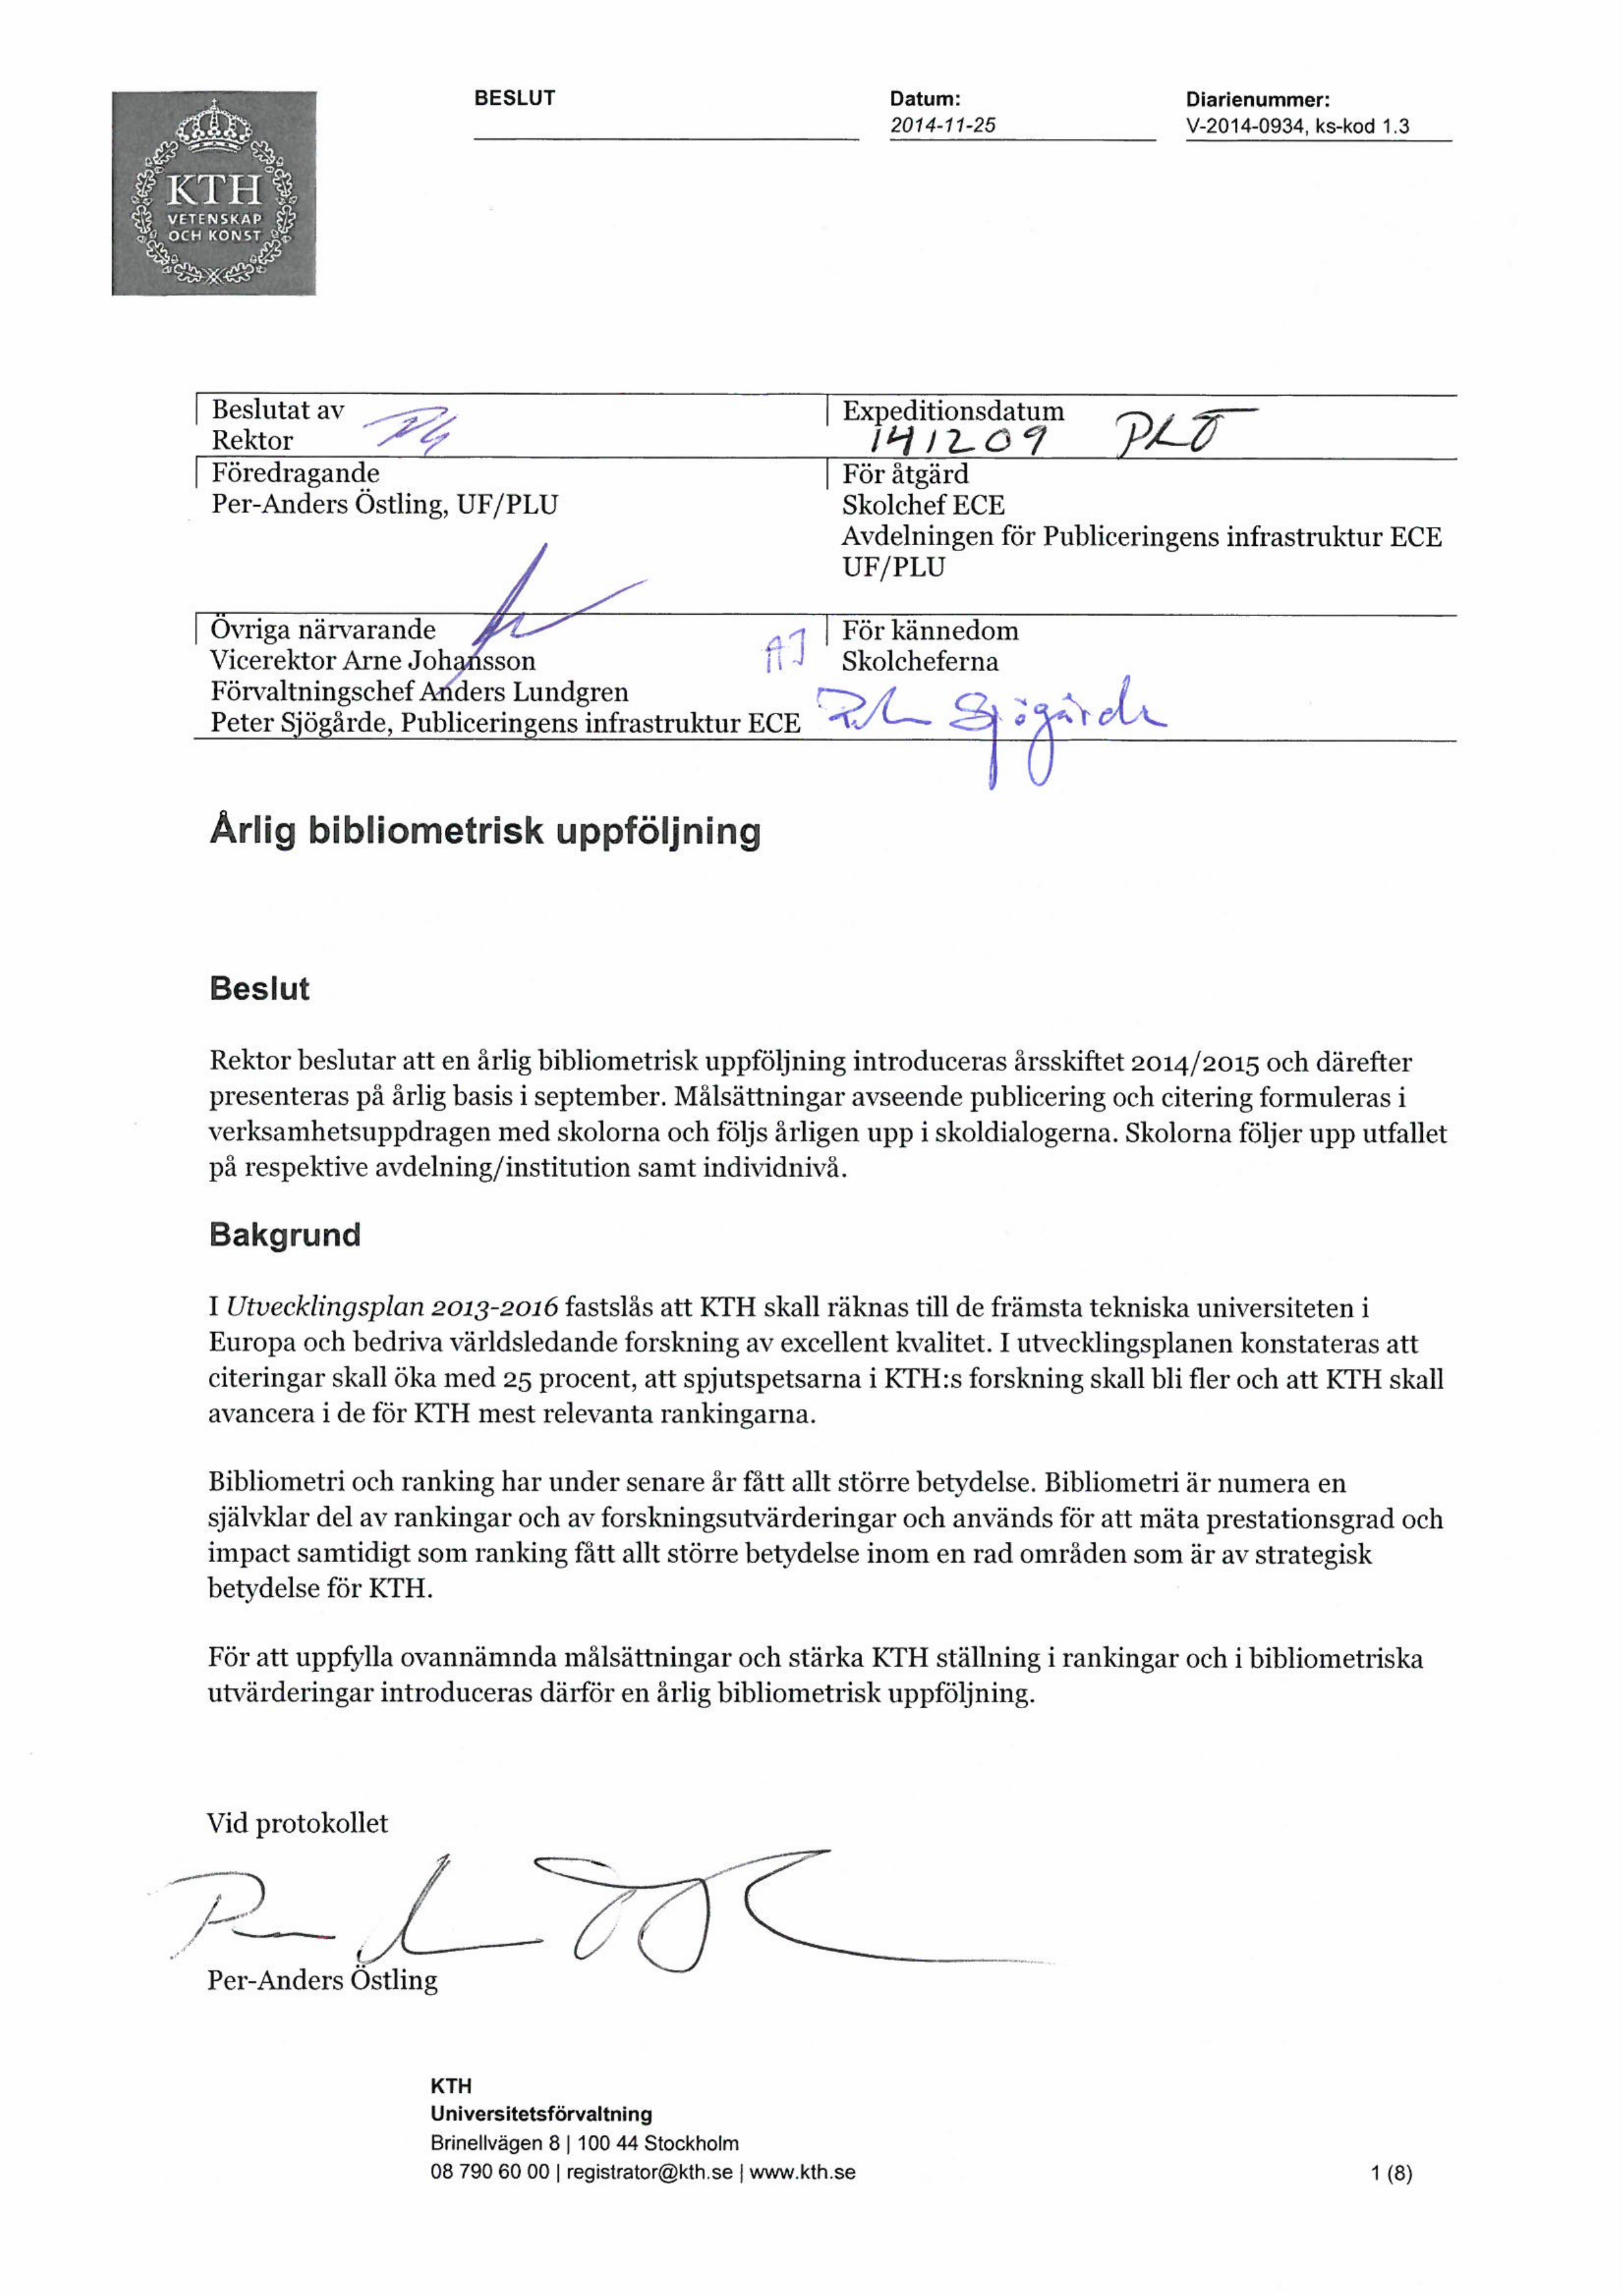 BESLUT
Datum:
2014-11-25
Diarienummer:
V-2014-0934, ks-kod 1.3
KTH
VETENSKAP
OCH KONST
Beslutat av
Rektor
Expeditionsdatum
141209 PLÖ
Föredragande
Per-Anders Östling, UF/PLU
För åtgärd
Skolchef ECE
Avdelningen för Publiceringens infrastruktur ECE
UF/PLU
Övriga närvarande
Vicerektor Arne Johansson AJ
Förvaltningschef Anders Lundgren
Peter Sjögårde, Publiceringens infrastruktur ECE
För kännedom
Skolcheferna
Sjögårde
Årlig bibliometrisk uppföljning
Beslut
Rektor beslutar att en årlig bibliometrisk uppföljning introduceras årsskiftet 2014/2015 och därefter
presenteras på årlig basis i september. Målsättningar avseende publicering och citering formuleras i
verksamhetsuppdragen med skolorna och följs årligen upp i skoldialogerna. Skolorna följer upp utfallet
på respektive avdelning/institution samt individnivå.
Bakgrund
I Utvecklingsplan 2013-2016 fastslås att KTH skall räknas till de främsta tekniska universiteten i
Europa och bedriva världsledande forskning av excellent kvalitet. I utvecklingsplanen konstateras att
citeringar skall öka med 25 procent, att spjutspetsarna i KTH:s forskning skall bli fler och att KTH skall
avancera i de för KTH mest relevanta rankingarna.
Bibliometri och ranking har under senare år fått allt större betydelse. Bibliometri är numera en
självklar del av rankingar och av forskningsutvärderingar och används för att mäta prestationsgrad och
impact samtidigt som ranking fått allt större betydelse inom en rad områden som är av strategisk
betydelse för KTH.
För att uppfylla ovannämnda målsättningar och stärka KTH ställning i rankingar och i bibliometriska
utvärderingar introduceras därför en årlig bibliometrisk uppföljning.
Vid protokollet
Per-Anders Östling
KTH
Universitetsförvaltning
Brinellvägen 8 | 100 44 Stockholm
08 790 60 00 | registrator@kth.se | www.kth.se
1 (8)